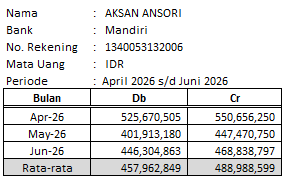 Nama : AKSAN ANSORI
Bank : Mandiri
No. Rekening : 1340053132006
Mata Uang : IDR
Periode : April 2026 s/d Juni 2026
Bulan Db Cr
Apr-26 525,670,505 550,656,250
May-26 401,913,180 447,470,750
Jun-26 446,304,863 468,838,797
Rata-rata 457,962,849 488,988,599